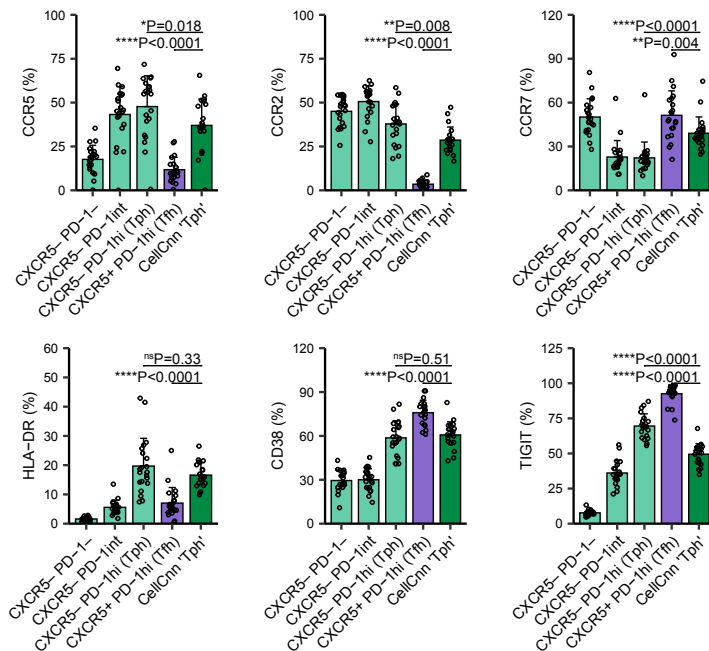 *P=0.018
****P<0.0001
CCR5 (%)
100
75
50
25
0
CXCR5− PD−1−
CXCR5− PD−1int
CXCR5− PD−1hi (Tph)
CXCR5+ PD−1hi (Tfh)
CellCnn 'Tph'
**P=0.008
****P<0.0001
CCR2 (%)
100
75
50
25
0
CXCR5− PD−1−
CXCR5− PD−1int
CXCR5− PD−1hi (Tph)
CXCR5+ PD−1hi (Tfh)
CellCnn 'Tph'
****P<0.0001
**P=0.004
CCR7 (%)
120
90
60
30
0
CXCR5− PD−1−
CXCR5− PD−1int
CXCR5− PD−1hi (Tph)
CXCR5+ PD−1hi (Tfh)
CellCnn 'Tph'
nsP=0.33
****P<0.0001
HLA−DR (%)
60
50
40
30
20
10
0
CXCR5− PD−1−
CXCR5− PD−1int
CXCR5− PD−1hi (Tph)
CXCR5+ PD−1hi (Tfh)
CellCnn 'Tph'
nsP=0.51
****P<0.0001
CD38 (%)
120
90
60
30
0
CXCR5− PD−1−
CXCR5− PD−1int
CXCR5− PD−1hi (Tph)
CXCR5+ PD−1hi (Tfh)
CellCnn 'Tph'
****P<0.0001
****P<0.0001
TIGIT (%)
125
100
75
50
25
0
CXCR5− PD−1−
CXCR5− PD−1int
CXCR5− PD−1hi (Tph)
CXCR5+ PD−1hi (Tfh)
CellCnn 'Tph'